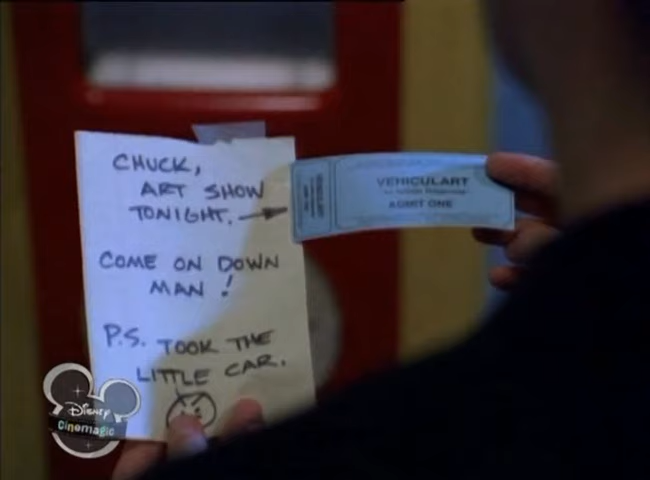 CHUCK,
ART SHOW
TONIGHT.
COME ON DOWN
MAN!
P.S. TOOK THE
LITTLE CAR.
VEHICULART
ADMIT ONE
Disney
Cinemagic